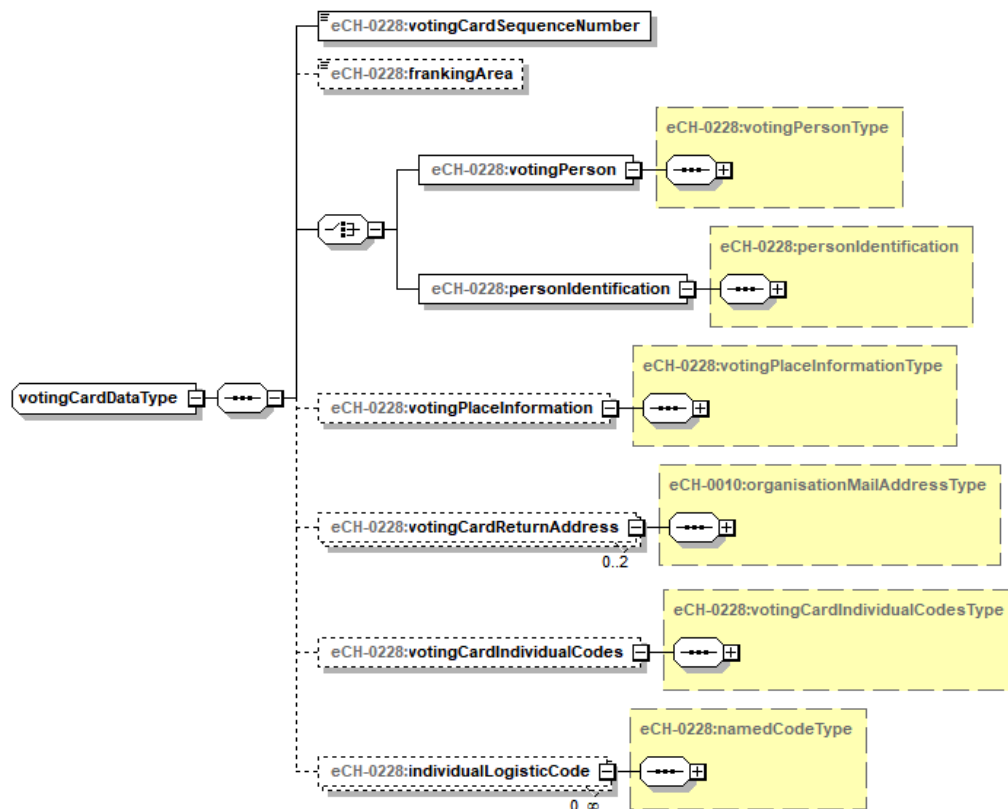 eCH-0228:votingCardSequenceNumber
eCH-0228:frankingArea
eCH-0228:votingPersonType
eCH-0228:votingPerson
eCH-0228:personIdentification
eCH-0228:personIdentification
eCH-0228:votingPlaceInformationType
votingCardDataType
eCH-0228:votingPlaceInformation
eCH-0010:organisationMailAddressType
eCH-0228:votingCardReturnAddress
0..2
eCH-0228:votingCardIndividualCodesType
eCH-0228:votingCardIndividualCodes
eCH-0228:namedCodeType
eCH-0228:individualLogisticCode
0..∞